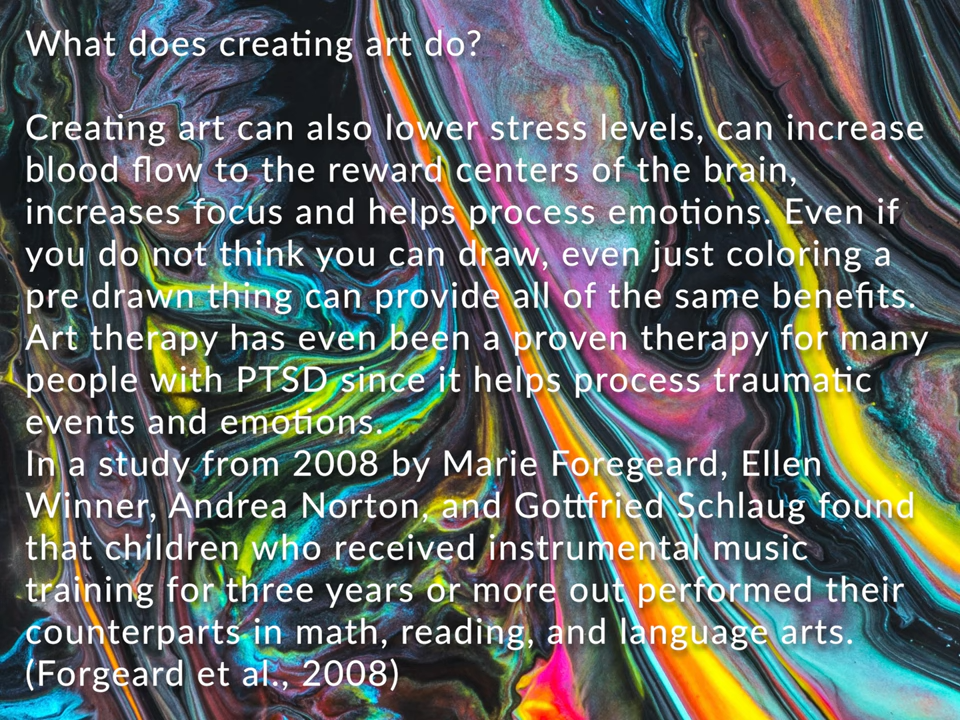 What does creating art do?
Creating art can also lower stress levels, can increase
blood flow to the reward centers of the brain,
increases focus and helps process emotions. Even if
you do not think you can draw, even just coloring a
pre drawn thing can provide all of the same benefits.
Art therapy has even been a proven therapy for many
people with PTSD since it helps process traumatic
events and emotions.
In a study from 2008 by Marie Foregeard, Ellen
Winner, Andrea Norton, and Gottfried Schlaug found
that children who received instrumental music
training for three years or more out performed their
counterparts in math, reading, and language arts.
(Forgeard et al., 2008)